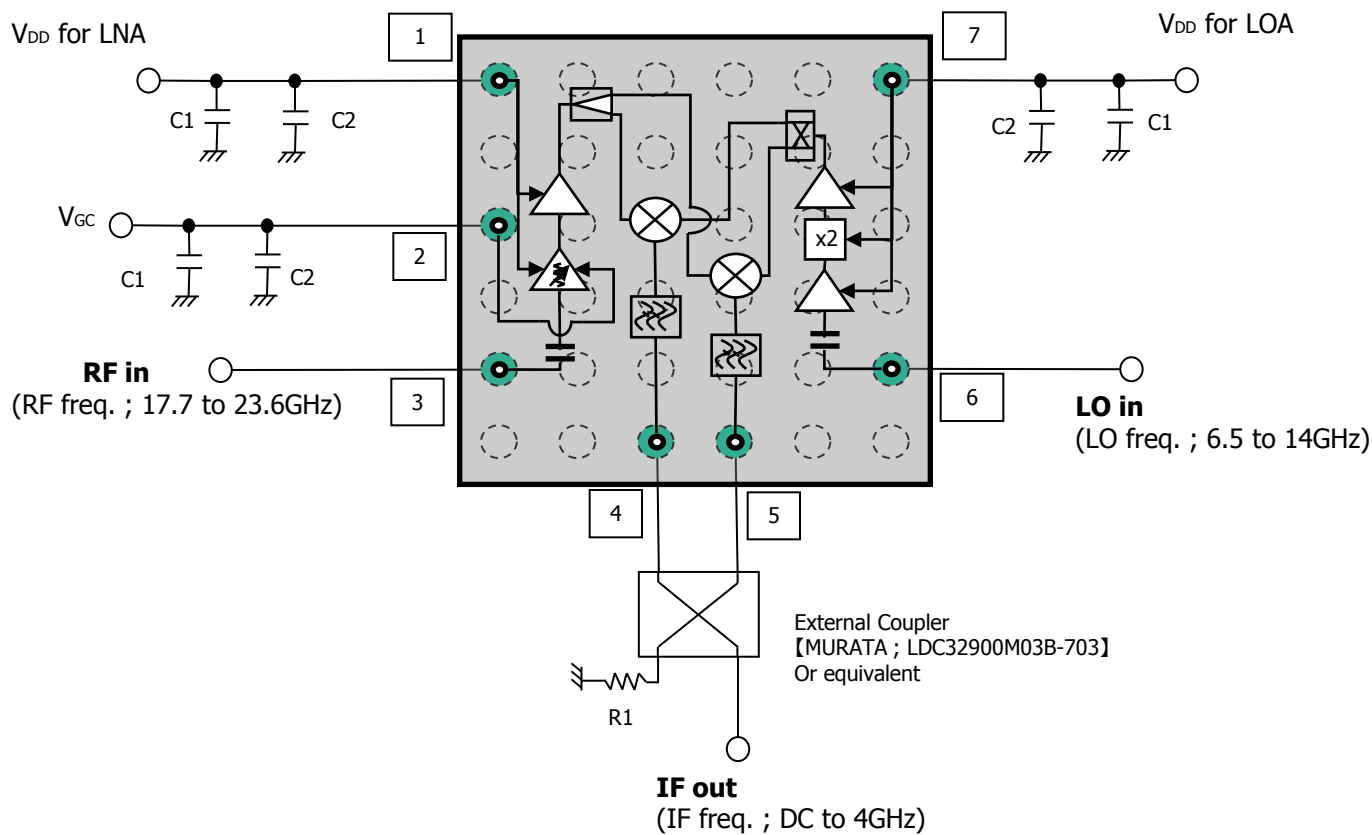 VDD for LNA
1
7
VDD for LOA
C1
C2
C2
C1
VGC
2
C1
C2
x2
RF in
(RF freq. ; 17.7 to 23.6GHz)
3
6
LO in
(LO freq. ; 6.5 to 14GHz)
4
5
External Coupler
【MURATA ; LDC32900M03B-703】
Or equivalent
R1
IF out
(IF freq. ; DC to 4GHz)